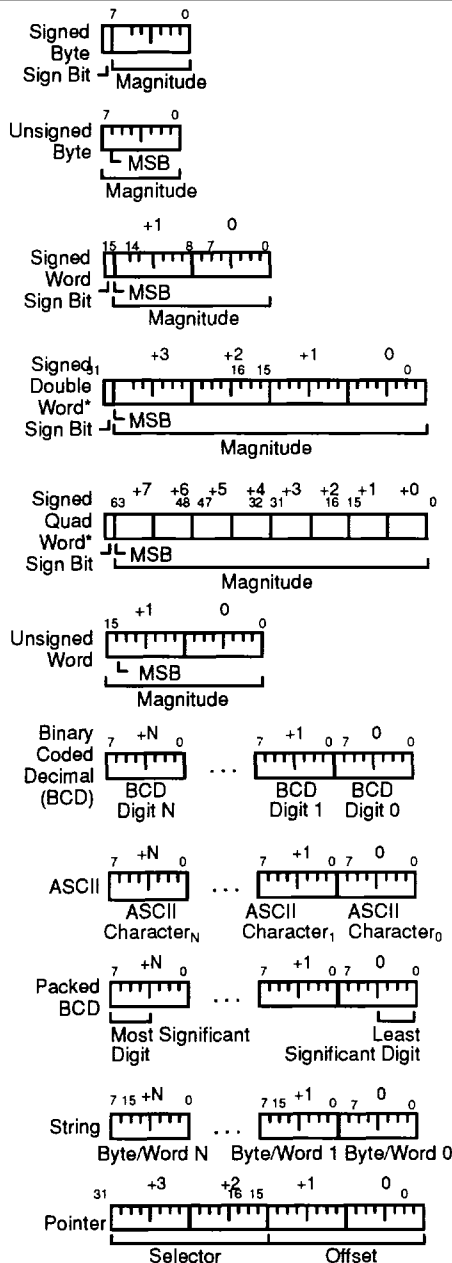 7 0
Signed
Byte
Sign Bit Magnitude
7 0
Unsigned
Byte
MSB
Magnitude
+1 0
15 14 8 7 0
Signed
Word
Sign Bit MSB
Magnitude
+3 +2 +1 0
31 16 15 0
Signed
Double
Word*
Sign Bit MSB
Magnitude
+7 +6 +5 +4 +3 +2 +1 +0
63 48 47 32 31 16 15 0
Signed
Quad
Word*
Sign Bit MSB
Magnitude
+1 0
15 0
Unsigned
Word
MSB
Magnitude
+N +1 0
7 0 7 0 7 0
Binary
Coded
Decimal
(BCD)
...
BCD BCD BCD
Digit N Digit 1 Digit 0
+N +1 0
7 0 7 0 7 0
ASCII ...
ASCII ASCII ASCII
CharacterN Character1 Character0
+N +1 0
7 0 7 0 7 0
Packed
BCD
...
Most Significant Least
Digit Significant Digit
+N +1 0
7 15 0 7 15 0 7 0
String ...
Byte/Word N Byte/Word 1 Byte/Word 0
+3 +2 +1 0
31 16 15 0
Pointer
Selector Offset